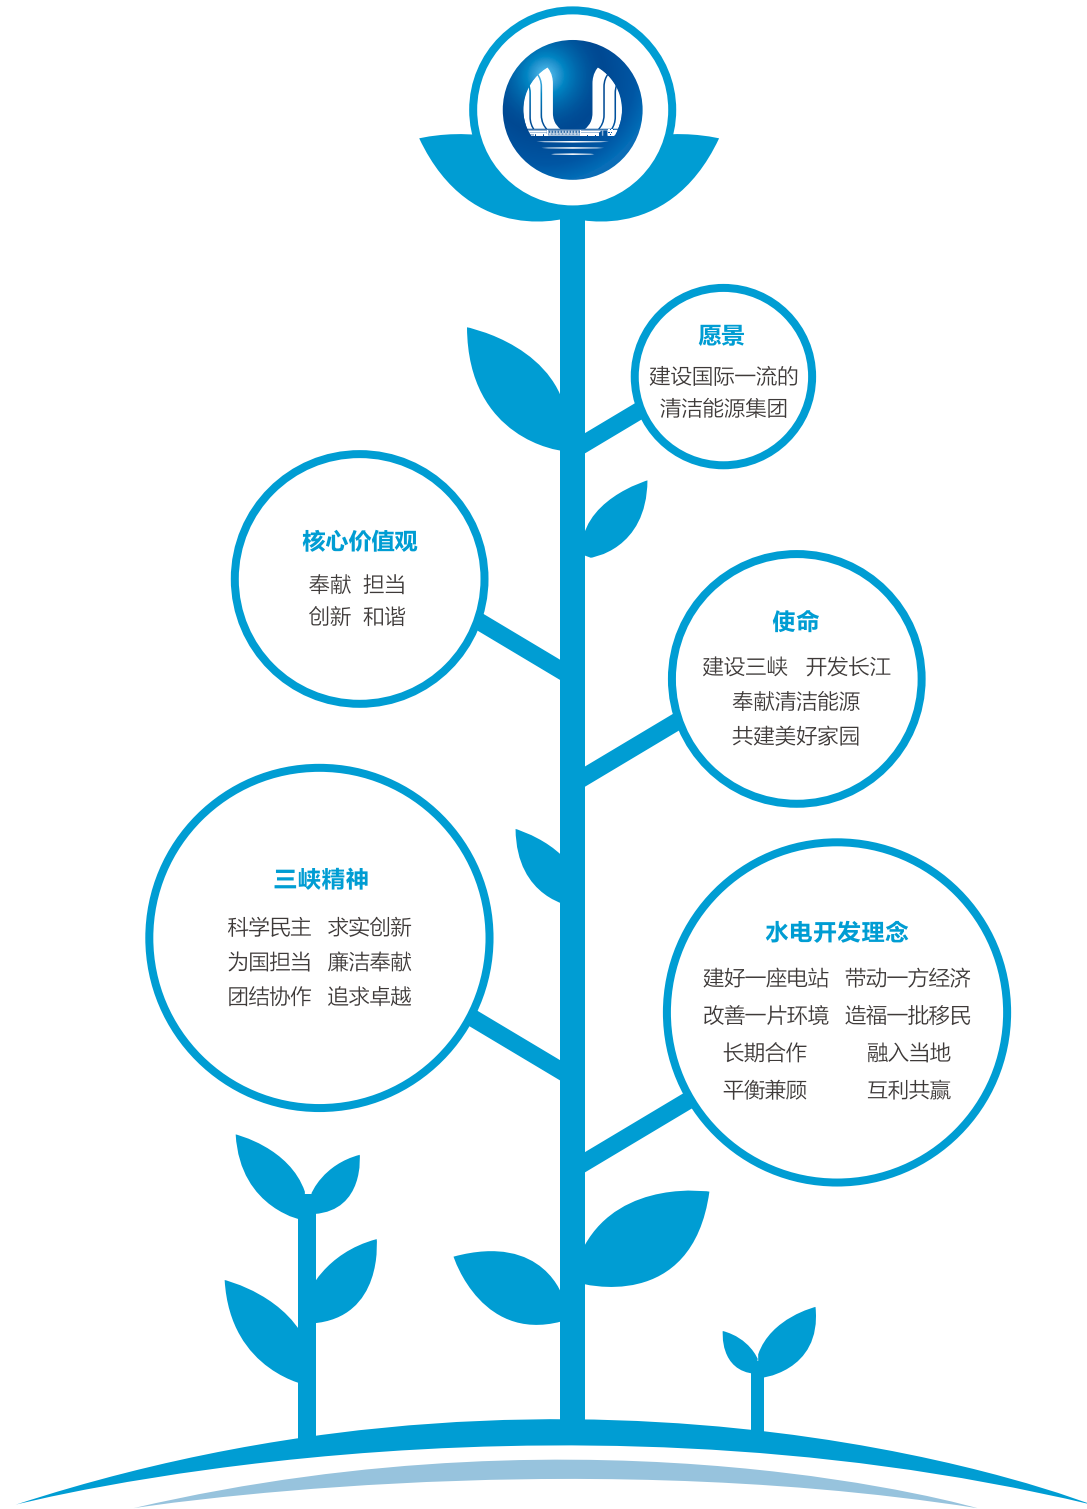 愿景
建设国际一流的
清洁能源集团
核心价值观
奉献 担当
创新 和谐
使命
建设三峡 开发长江
奉献清洁能源
共建美好家园
三峡精神
科学民主 求实创新
为国担当 廉洁奉献
团结协作 追求卓越
水电开发理念
建好一座电站 带动一方经济
改善一片环境 造福一批移民
长期合作 融入当地
平衡兼顾 互利共赢